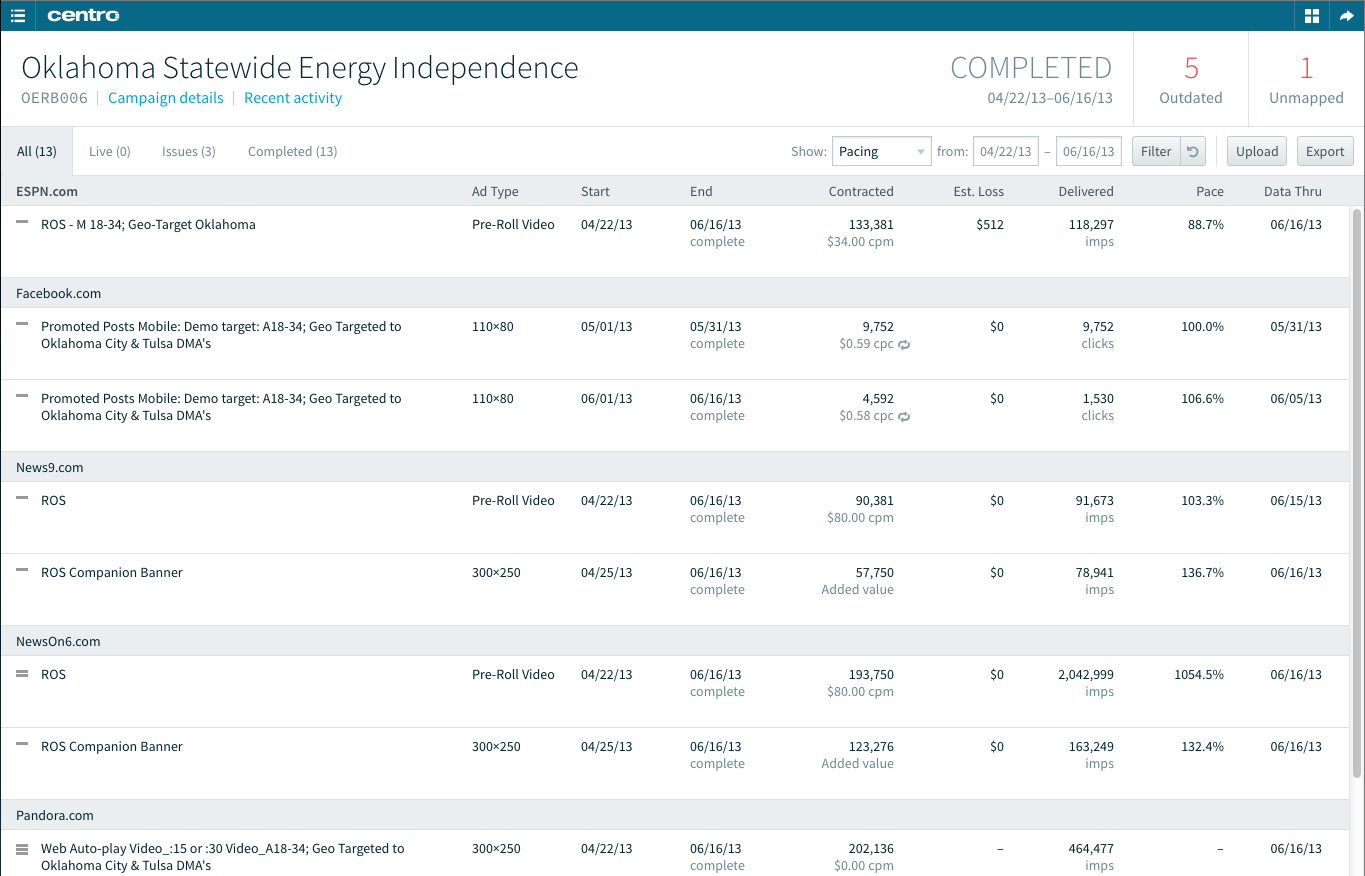 centro
Oklahoma Statewide Energy Independence
OERB006 | Campaign details | Recent activity
COMPLETED
04/22/13–06/16/13
5
Outdated
1
Unmapped
All (13) Live (0) Issues (3) Completed (13) Show: Pacing from: 04/22/13 – 06/16/13 Filter Upload Export
ESPN.com Ad Type Start End Contracted Est. Loss Delivered Pace Data Thru
ROS - M 18-34; Geo-Target Oklahoma Pre-Roll Video 04/22/13 06/16/13 133,381 $512 118,297 88.7% 06/16/13
complete $34.00 cpm imps
Facebook.com
Promoted Posts Mobile: Demo target: A18-34; Geo Targeted to 110×80 05/01/13 05/31/13 9,752 $0 9,752 100.0% 05/31/13
Oklahoma City & Tulsa DMA's complete $0.59 cpc clicks
Promoted Posts Mobile: Demo target: A18-34; Geo Targeted to 110×80 06/01/13 06/16/13 4,592 $0 1,530 106.6% 06/05/13
Oklahoma City & Tulsa DMA's complete $0.58 cpc clicks
News9.com
ROS Pre-Roll Video 04/22/13 06/16/13 90,381 $0 91,673 103.3% 06/15/13
complete $80.00 cpm imps
ROS Companion Banner 300×250 04/25/13 06/16/13 57,750 $0 78,941 136.7% 06/16/13
complete Added value imps
NewsOn6.com
ROS Pre-Roll Video 04/22/13 06/16/13 193,750 $0 2,042,999 1054.5% 06/16/13
complete $80.00 cpm imps
ROS Companion Banner 300×250 04/25/13 06/16/13 123,276 $0 163,249 132.4% 06/16/13
complete Added value imps
Pandora.com
Web Auto-play Video_:15 or :30 Video_A18-34; Geo Targeted to 300×250 04/22/13 06/16/13 202,136 – 464,477 – 06/16/13
Oklahoma City & Tulsa DMA's complete $0.00 cpm imps